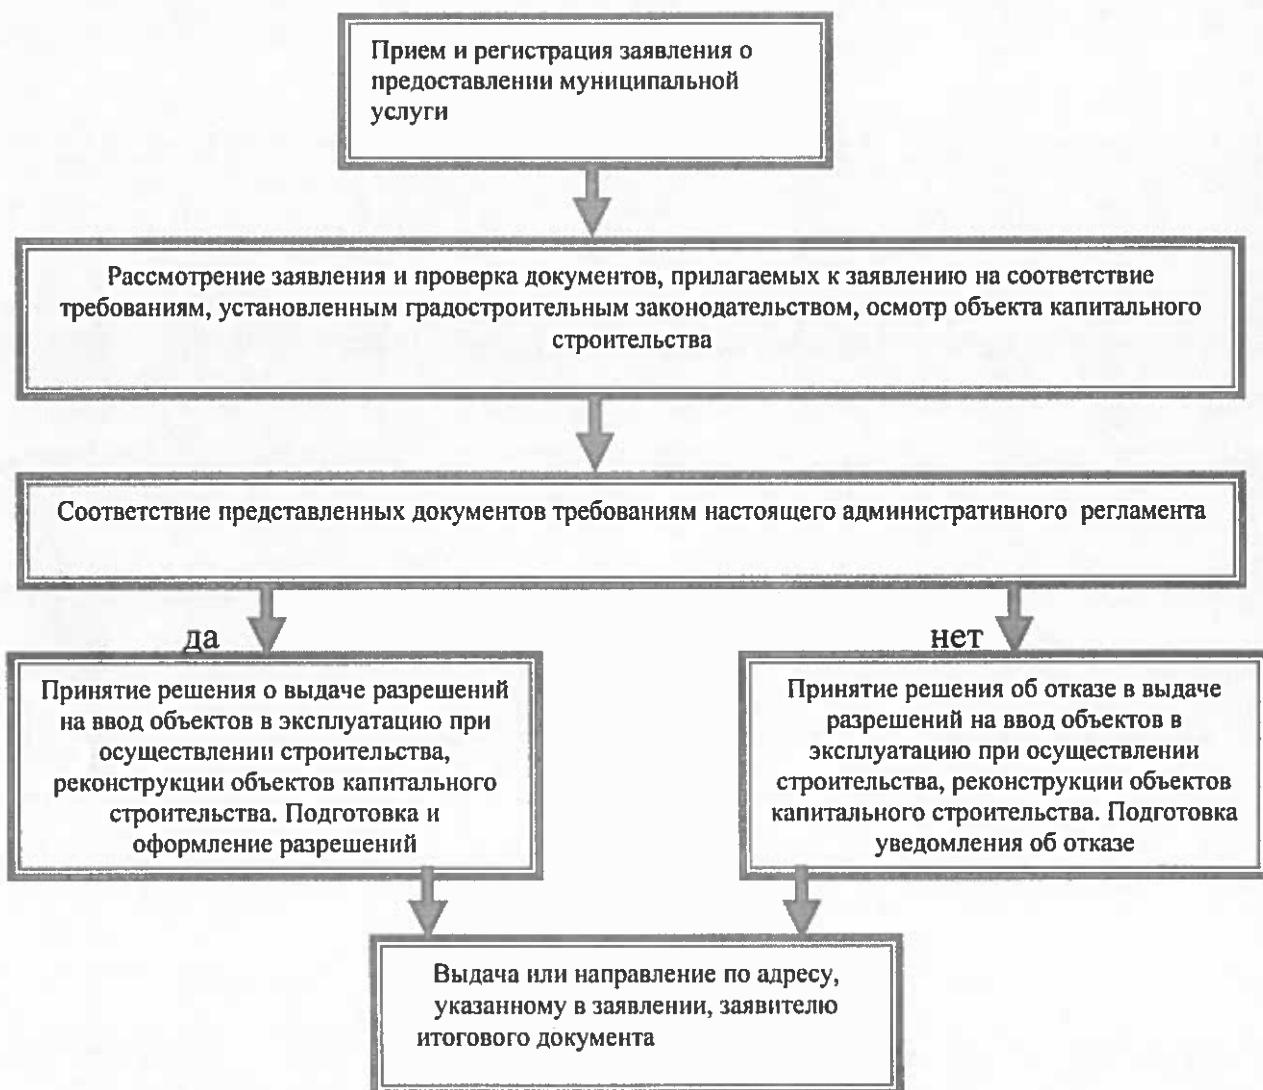 Прием и регистрация заявления о
предоставлении муниципальной
услуги
Рассмотрение заявления и проверка документов, прилагаемых к заявлению на соответствие
требованиям, установленным градостроительным законодательством, осмотр объекта капитального
строительства
Соответствие представленных документов требованиям настоящего административного регламента
да
нет
Принятие решения о выдаче разрешений
на ввод объектов в эксплуатацию при
осуществлении строительства,
реконструкции объектов капитального
строительства. Подготовка и
оформление разрешений
Принятие решения об отказе в выдаче
разрешений на ввод объектов в
эксплуатацию при осуществлении
строительства, реконструкции объектов
капитального строительства. Подготовка
уведомления об отказе
Выдача или направление по адресу,
указанному в заявлении, заявителю
итогового документа